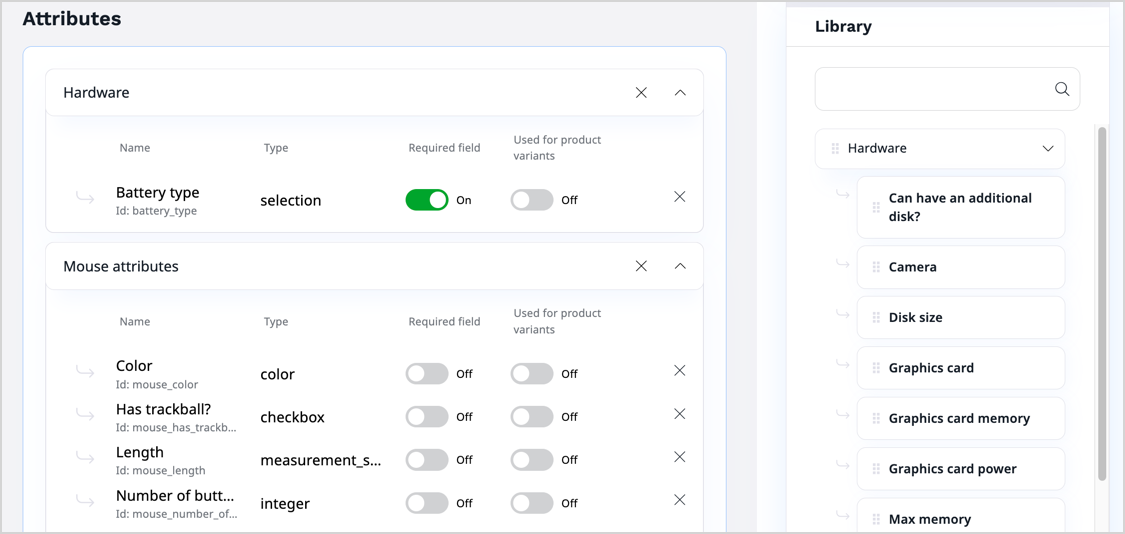 Attributes
Hardware
Name Type Required field Used for product
variants
Battery type selection On Off
Id: battery_type
Mouse attributes
Name Type Required field Used for product
variants
Color color Off Off
Id: mouse_color
Has trackball? checkbox Off Off
Id: mouse_has_trackb...
Length measurement_s... Off Off
Id: mouse_length
Number of butt... integer Off Off
Id: mouse_number_of...
Library
Hardware
Can have an additional
disk?
Camera
Disk size
Graphics card
Graphics card memory
Graphics card power
Max memory